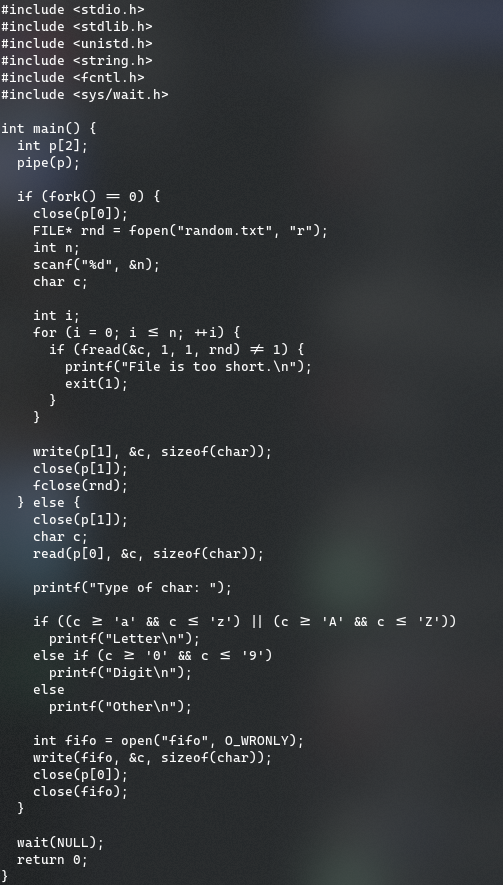 #include <stdio.h>
#include <stdlib.h>
#include <unistd.h>
#include <string.h>
#include <fcntl.h>
#include <sys/wait.h>

int main() {
  int p[2];
  pipe(p);

  if (fork() == 0) {
    close(p[0]);
    FILE* rnd = fopen("random.txt", "r");
    int n;
    scanf("%d", &n);
    char c;

    int i;
    for (i = 0; i ≤ n; ++i) {
      if (fread(&c, 1, 1, rnd) ≠ 1) {
        printf("File is too short.\n");
        exit(1);
      }
    }

    write(p[1], &c, sizeof(char));
    close(p[1]);
    fclose(rnd);
  } else {
    close(p[1]);
    char c;
    read(p[0], &c, sizeof(char));

    printf("Type of char: ");

    if ((c ≥ 'a' && c ≤ 'z') || (c ≥ 'A' && c ≤ 'Z'))
      printf("Letter\n");
    else if (c ≥ '0' && c ≤ '9')
      printf("Digit\n");
    else
      printf("Other\n");

    int fifo = open("fifo", O_WRONLY);
    write(fifo, &c, sizeof(char));
    close(p[0]);
    close(fifo);
  }

  wait(NULL);
  return 0;
}